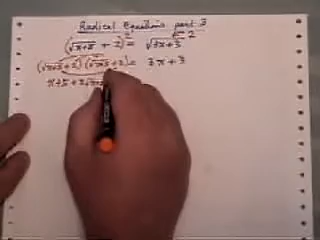 Radical Equations part 3
(√x+5 + 2)² = √3x+3 ²
(√x+5 + 2)(√x+5 + 2) = 3x+3
x+5+2√x+5